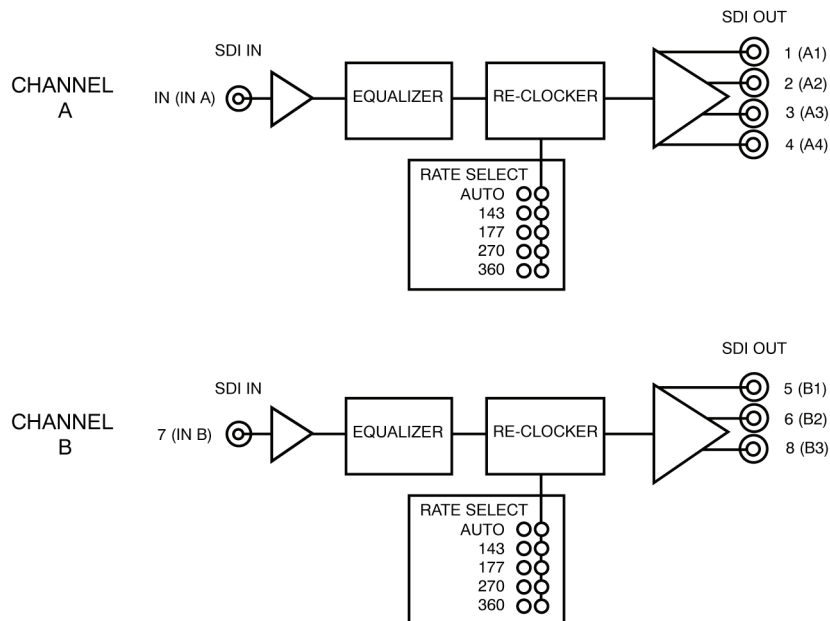 SDI OUT
SDI IN
1 (A1)
CHANNEL
A
IN (IN A)
EQUALIZER
RE-CLOCKER
2 (A2)
3 (A3)
4 (A4)
RATE SELECT
AUTO
143
177
270
360
SDI OUT
SDI IN
5 (B1)
CHANNEL
B
7 (IN B)
EQUALIZER
RE-CLOCKER
6 (B2)
8 (B3)
RATE SELECT
AUTO
143
177
270
360